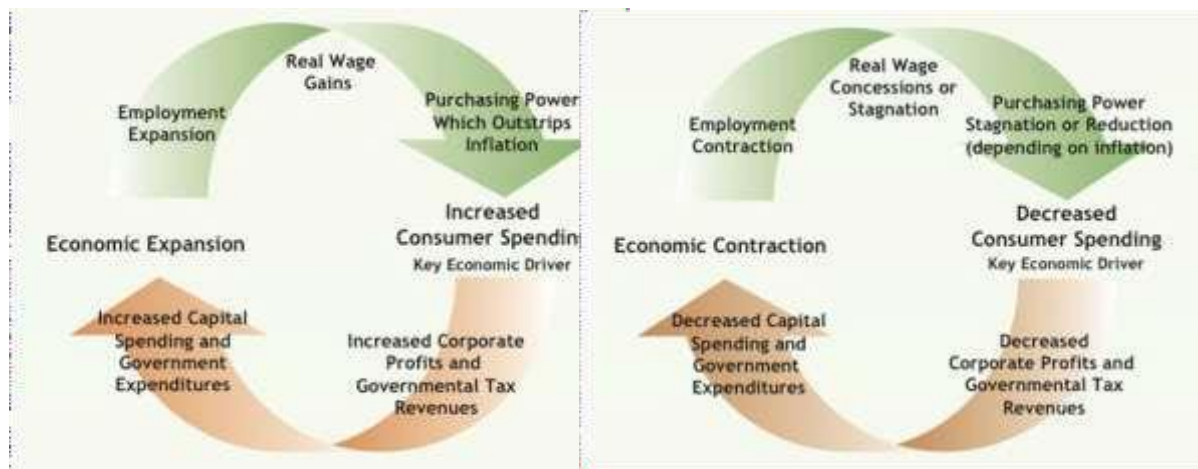 Real Wage
Gains
Employment
Expansion
Purchasing Power
Which Outstrips
Inflation
Increased
Consumer Spendin
Key Economic Driver
Economic Expansion
Increased Capital
Spending and
Government
Expenditures
Increased Corporate
Profits and
Governmental Tax
Revenues
Real Wage
Concessions or
Stagnation
Employment
Contraction
Purchasing Power
Stagnation or Reduction
(depending on inflation)
Decreased
Consumer Spending
Key Economic Driver
Economic Contraction
Decreased Capital
Spending and
Government
Expenditures
Decreased
Corporate Profits and
Governmental Tax
Revenues